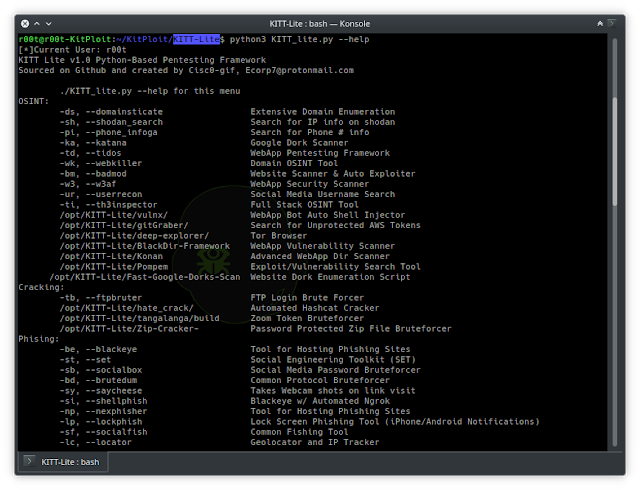 KITT-Lite : bash — Konsole
r00t@r00t-KitPloit:~/KitPloit/KITT-Lite$ python3 KITT_lite.py --help
[*]Current User: r00t
KITT Lite v1.0 Python-Based Pentesting Framework
Sourced on Github and created by Cisc0-gif, Ecorp7@protonmail.com
./KITT_lite.py --help for this menu
OSINT:
-ds, --domainsticate Extensive Domain Enumeration
-sh, --shodan_search Search for IP info on shodan
-pi, --phone_infoga Search for Phone # info
-ka, --katana Google Dork Scanner
-td, --tidos WebApp Pentesting Framework
-wk, --webkiller Domain OSINT Tool
-bm, --badmod Website Scanner & Auto Exploiter
-w3, --w3af WebApp Security Scanner
-ur, --userrecon Social Media Username Search
-ti, --th3inspector Full Stack OSINT Tool
/opt/KITT-Lite/vulnx/ WebApp Bot Auto Shell Injector
/opt/KITT-Lite/gitGraber/ Search for Unprotected AWS Tokens
/opt/KITT-Lite/deep-explorer/ Tor Browser
/opt/KITT-Lite/BlackDir-Framework WebApp Vulnerability Scanner
/opt/KITT-Lite/Konan Advanced WebApp Dir Scanner
/opt/KITT-Lite/Pompem Exploit/Vulnerability Search Tool
/opt/KITT-Lite/Fast-Google-Dorks-Scan Website Dork Enumeration Script
Cracking:
-tb, --ftpbruter FTP Login Brute Forcer
/opt/KITT-Lite/hate_crack/ Automated Hashcat Cracker
/opt/KITT-Lite/tangalanga/build Zoom Token Bruteforcer
/opt/KITT-Lite/Zip-Cracker- Password Protected Zip File Bruteforcer
Phising:
-be, --blackeye Tool for Hosting Phishing Sites
-st, --set Social Engineering Toolkit (SET)
-sb, --socialbox Social Media Password Bruteforcer
-bd, --brutedum Common Protocol Bruteforcer
-sy, --saycheese Takes Webcam shots on link visit
-si, --shellphish Blackeye w/ Automated Ngrok
-np, --nexphisher Tool for Hosting Phishing Sites
-lp, --lockphish Lock Screen Phishing Tool (iPhone/Android Notifications)
-sf, --socialfish Common Fishing Tool
-lc, --locator Geolocator and IP Tracker
KITT-Lite : bash